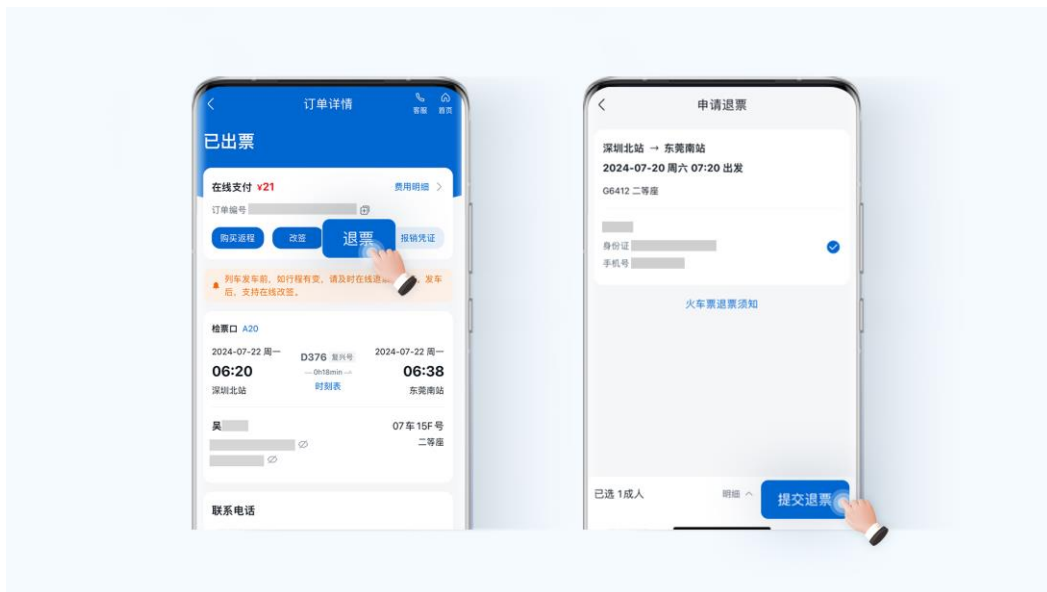 订单详情
客服
首页
已出票
在线支付 ¥21
费用明细
订单编号
购买返程
改签
退票
报销凭证
列车发车前，如行程有变，请及时在线退
发车
后，支持在线改签。
检票口 A20
2024-07-22 周一
D376 复兴号
2024-07-22 周一
06:20
0h18min
06:38
深圳北站
时刻表
东莞南站
吴
07车15F号
二等座
联系电话
申请退票
深圳北站 → 东莞南站
2024-07-20 周六 07:20 出发
G6412 二等座
身份证
手机号
火车票退票须知
已选 1成人
明细
提交退票